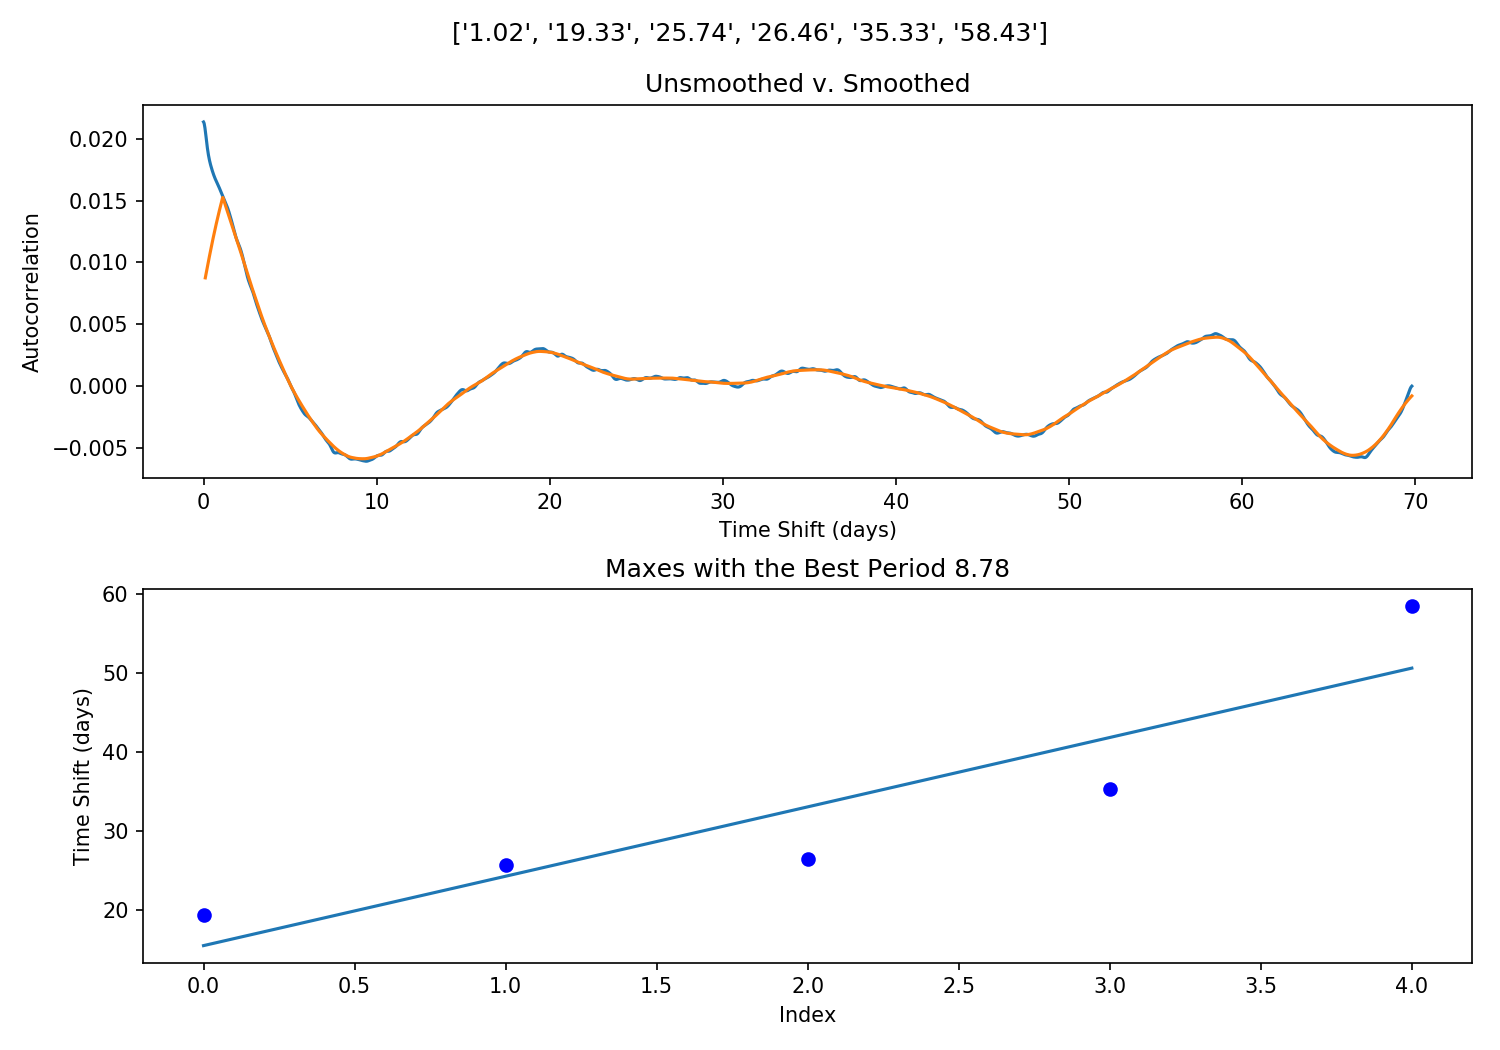 ['1.02', '19.33', '25.74', '26.46', '35.33', '58.43']
Unsmoothed v. Smoothed
0.020
0.015
0.010
0.005
0.000
−0.005
Autocorrelation
0 10 20 30 40 50 60 70
Time Shift (days)
Maxes with the Best Period 8.78
60
50
40
30
20
Time Shift (days)
0.0 0.5 1.0 1.5 2.0 2.5 3.0 3.5 4.0
Index